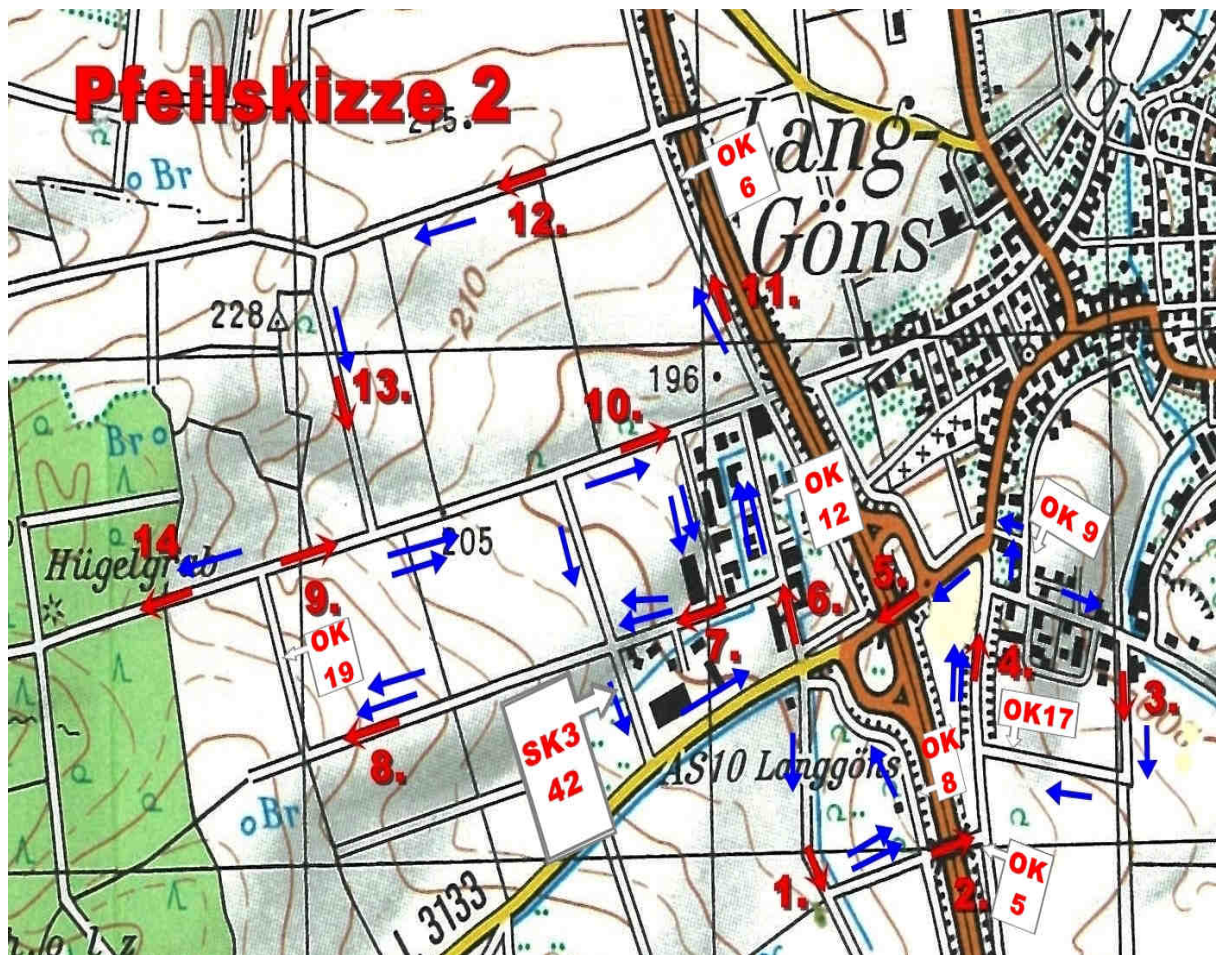 Pfeilskizze 2
215.
Br
Lang-
Göns
OK
6
12.
210
228
11.
13.
196
10.
Br
OK
12
OK 9
14
Hügelgrab
205
5.
9.
6.
OK
19
7.
4.
3.
OK17
8.
SK3
42
AS10 Langgöns
OK
8
Br
1.
2.
OK
5
L 3133
holz